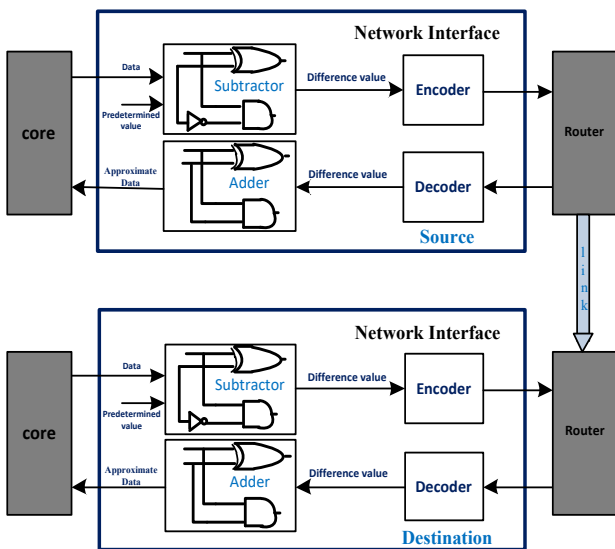 Network Interface
Data
Subtractor
Difference value
Encoder
Predetermined
value
core
Router
Approximate
Data
Adder
Difference value
Decoder
Source
link
Network Interface
Data
Subtractor
Difference value
Encoder
Predetermined
value
core
Router
Approximate
Data
Adder
Difference value
Decoder
Destination